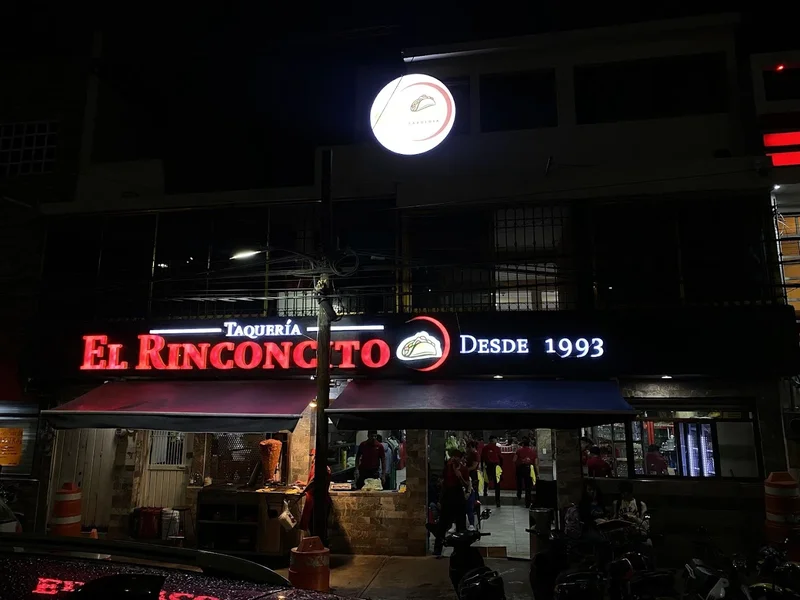 TAQUERÍA
EL RINCONCITO
DESDE 1993